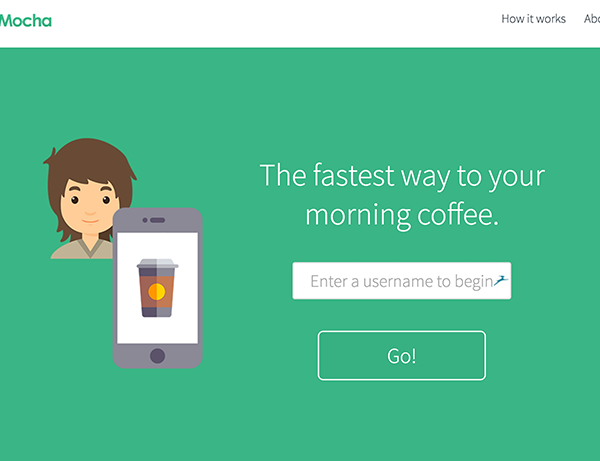 Mocha
How it works
Abo
The fastest way to your
morning coffee.
Enter a username to begin
Go!